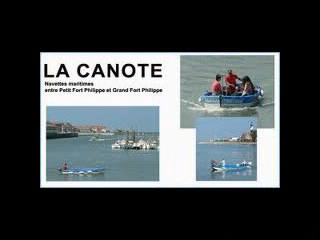 LA CANOTE
Navettes maritimes
entre Petit Fort Philippe et Grand Fort Philippe